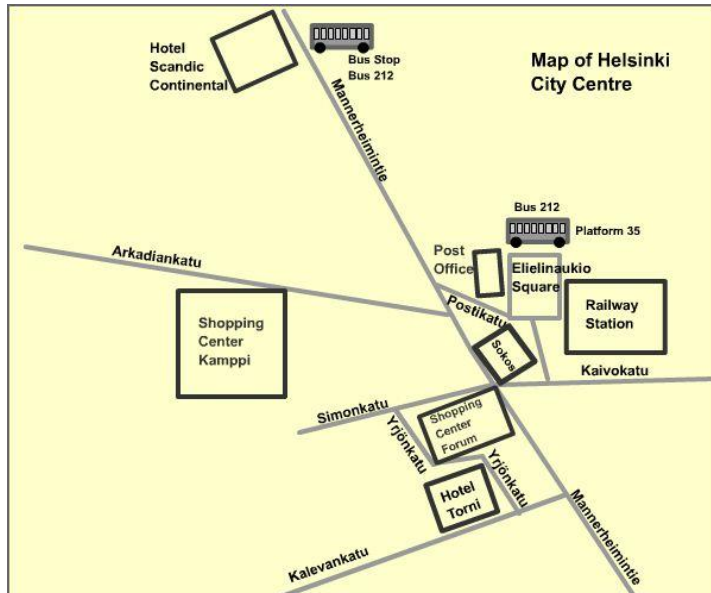 Hotel
Scandic
Continental
Bus Stop
Bus 212
Map of Helsinki
City Centre
Mannerheimintie
Bus 212
Platform 35
Post
Office
Elielinaukio
Square
Arkadiankatu
Postikatu
Railway
Station
Shopping
Center
Kamppi
Sokos
Kaivokatu
Simonkatu
Shopping
Center
Forum
Yrjönkatu
Yrjönkatu
Hotel
Torni
Mannerheimintie
Kalevankatu